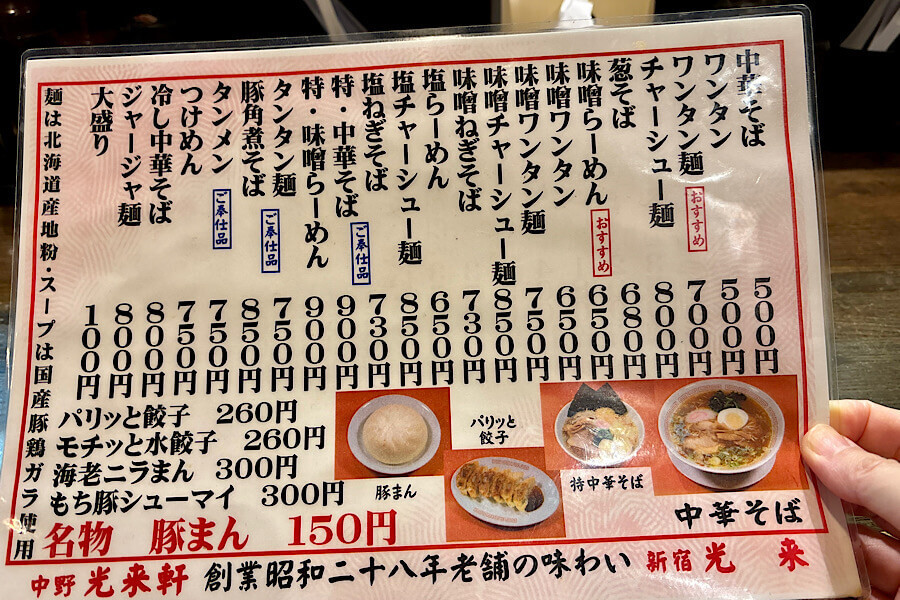 中華そば 500円
ワンタン 500円
ワンタン麺 おすすめ 700円
チャーシュー麺 800円
葱そば 680円
味噌らーめん おすすめ 650円
味噌ワンタン 650円
味噌ワンタン麺 750円
味噌チャーシュー麺 850円
味噌ねぎそば 730円
塩らーめん 650円
塩チャーシュー麺 850円
塩ねぎそば 730円
特・中華そば ご奉仕品 900円
特・味噌らーめん 900円
タンタン麺 ご奉仕品 750円
豚角煮そば 850円
タンメン ご奉仕品 750円
つけめん 750円
冷し中華そば 800円
ジャージャ麺 800円
大盛り 100円
麺は北海道産地粉・スープは国産豚鶏ガラ使用
パリッと餃子 260円
モチッと水餃子 260円
海老ニラまん 300円
もち豚シューマイ 300円
名物 豚まん 150円
豚まん
パリッと
餃子
特中華そば
中華そば
中野 光来軒 創業昭和二十八年老舗の味わい 新宿 光 来